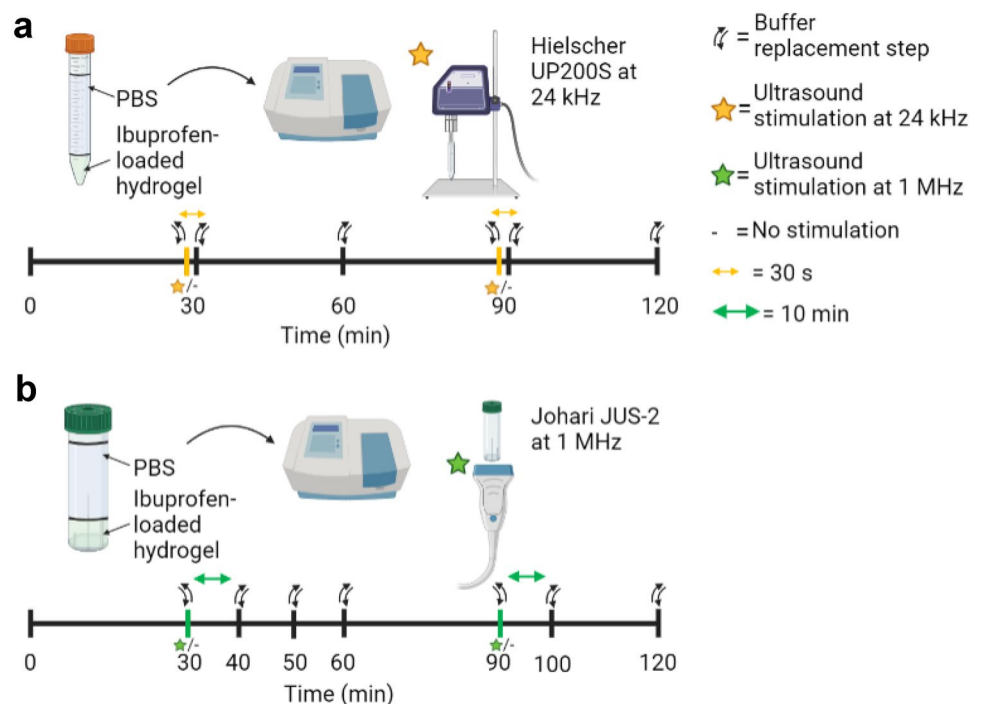 a
PBS
Ibuprofen-
loaded
hydrogel
Hielscher
UP200S at
24 kHz
/-
/-
0
30
60
90
120
Time (min)
= Buffer
replacement step
= Ultrasound
stimulation at 24 kHz
= Ultrasound
stimulation at 1 MHz
- = No stimulation
= 30 s
= 10 min
b
PBS
Ibuprofen-
loaded
hydrogel
Johari JUS-2
at 1 MHz
/-
/-
0
30
40
50
60
90
100
120
Time (min)